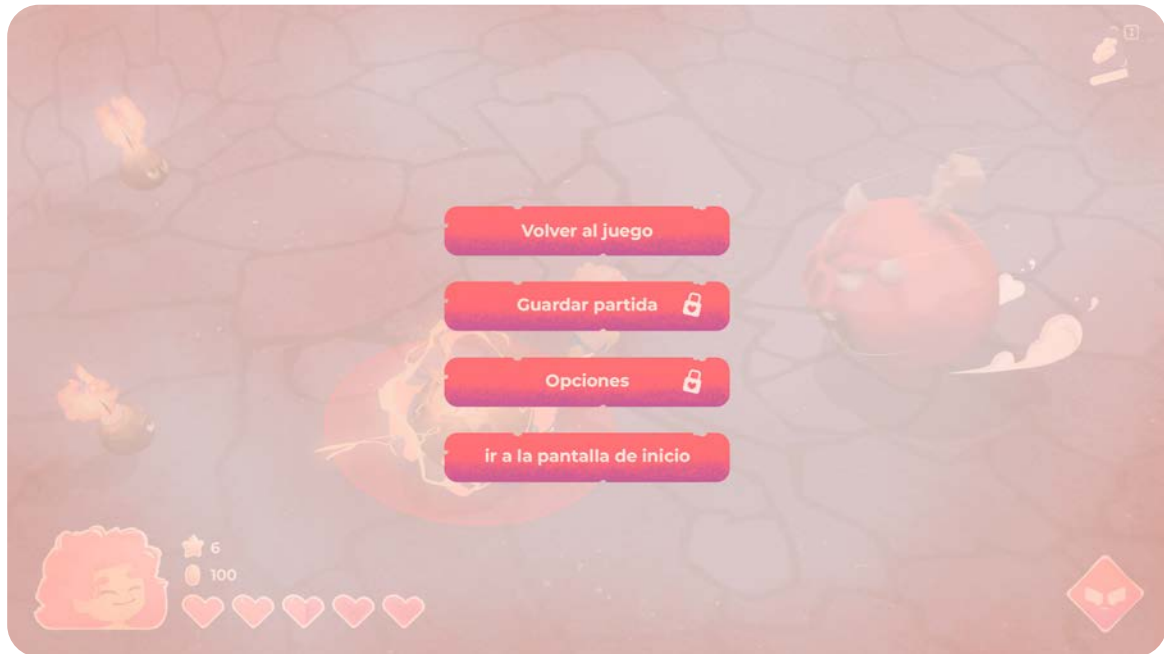 Volver al juego
Guardar partida
Opciones
ir a la pantalla de inicio
6
100